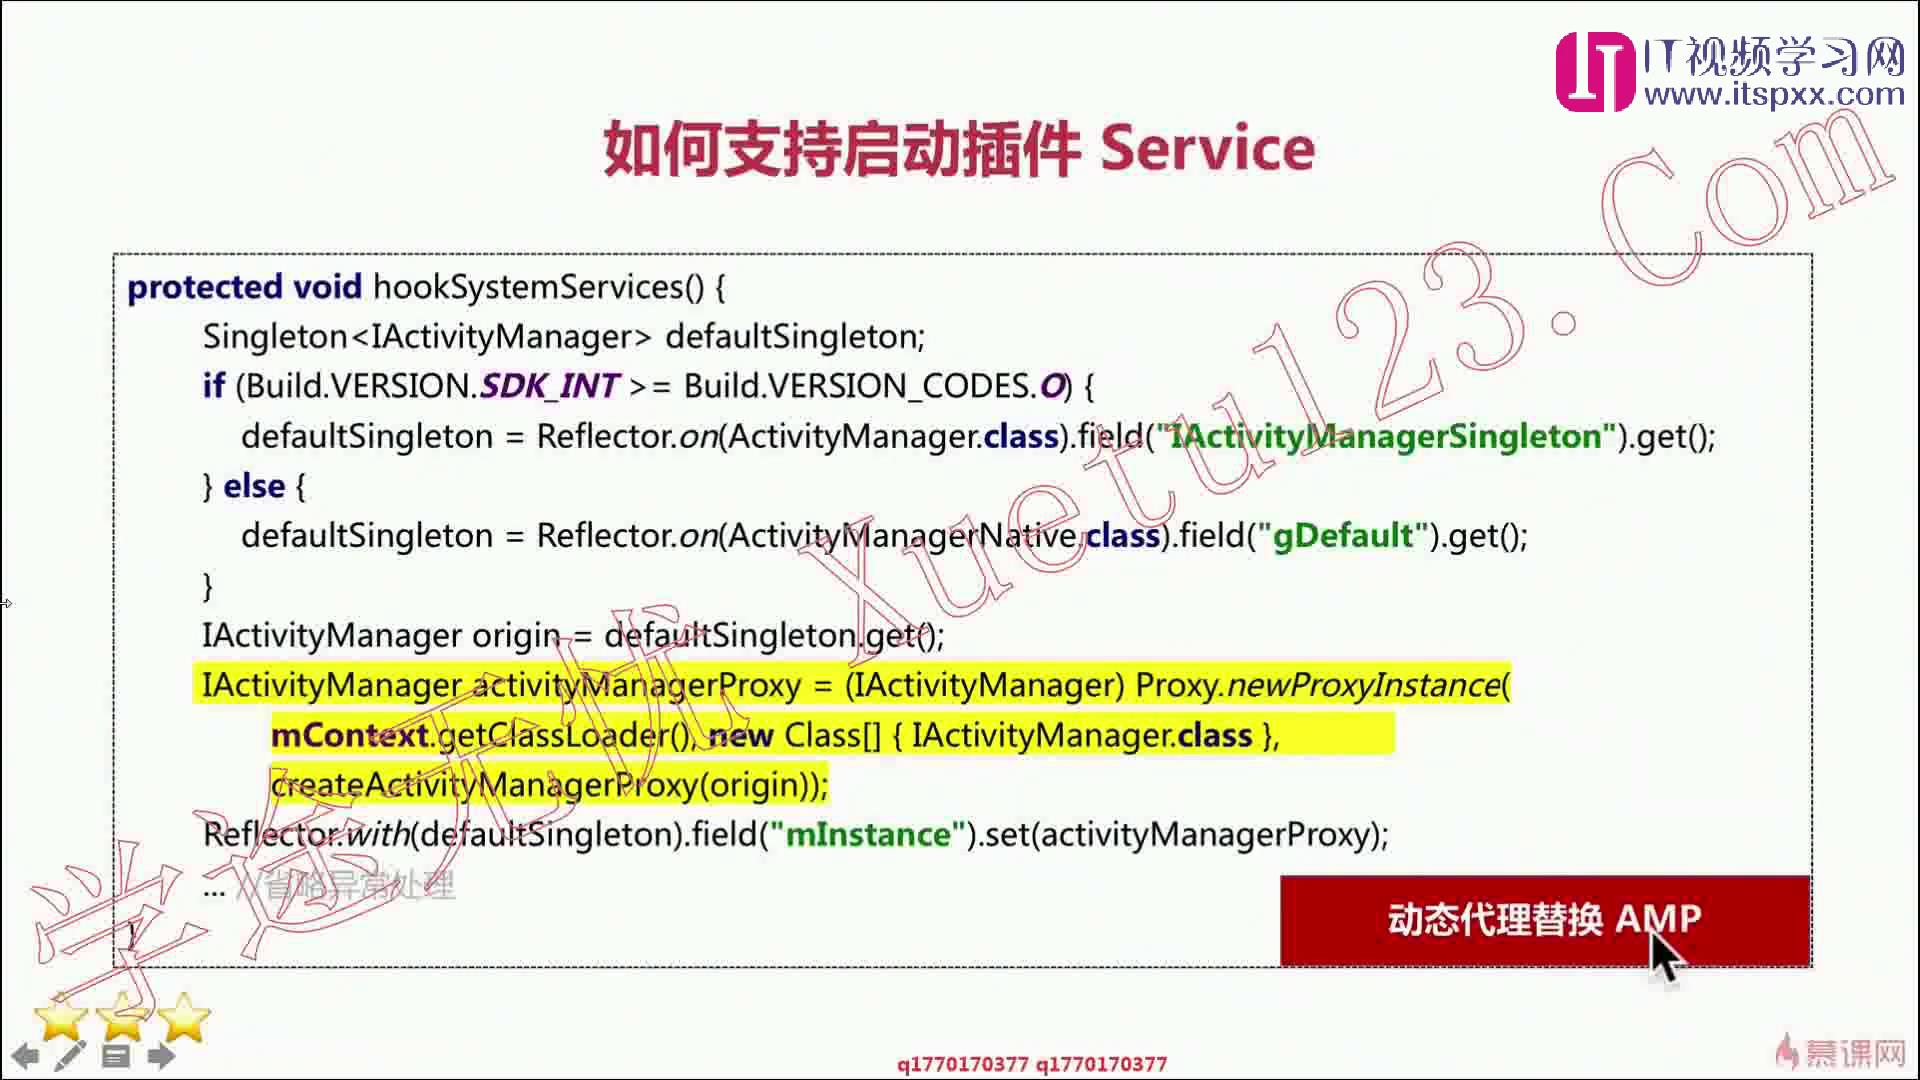 IT视频学习网
www.itspxx.com
如何支持启动插件 Service
protected void hookSystemServices() {
Singleton<IActivityManager> defaultSingleton;
if (Build.VERSION.SDK_INT >= Build.VERSION_CODES.O) {
defaultSingleton = Reflector.on(ActivityManager.class).field("IActivityManagerSingleton").get();
} else {
defaultSingleton = Reflector.on(ActivityManagerNative.class).field("gDefault").get();
}
IActivityManager origin = defaultSingleton.get();
IActivityManager activityManagerProxy = (IActivityManager) Proxy.newProxyInstance(
mContext.getClassLoader(), new Class[] { IActivityManager.class },
createActivityManagerProxy(origin));
Reflector.with(defaultSingleton).field("mInstance").set(activityManagerProxy);
... //省略异常处理
}
动态代理替换 AMP
学途无忧 Xuetu123.Com
q1770170377 q1770170377
慕课网